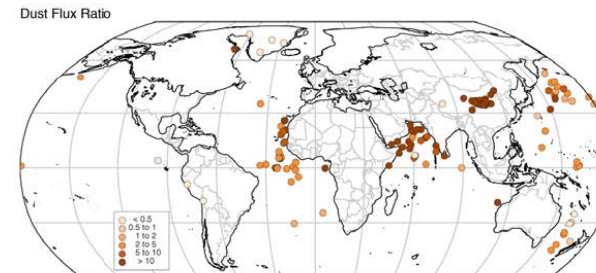 Dust Flux Ratio
< 0.5
0.5 to 1
1 to 2
2 to 5
5 to 10
> 10